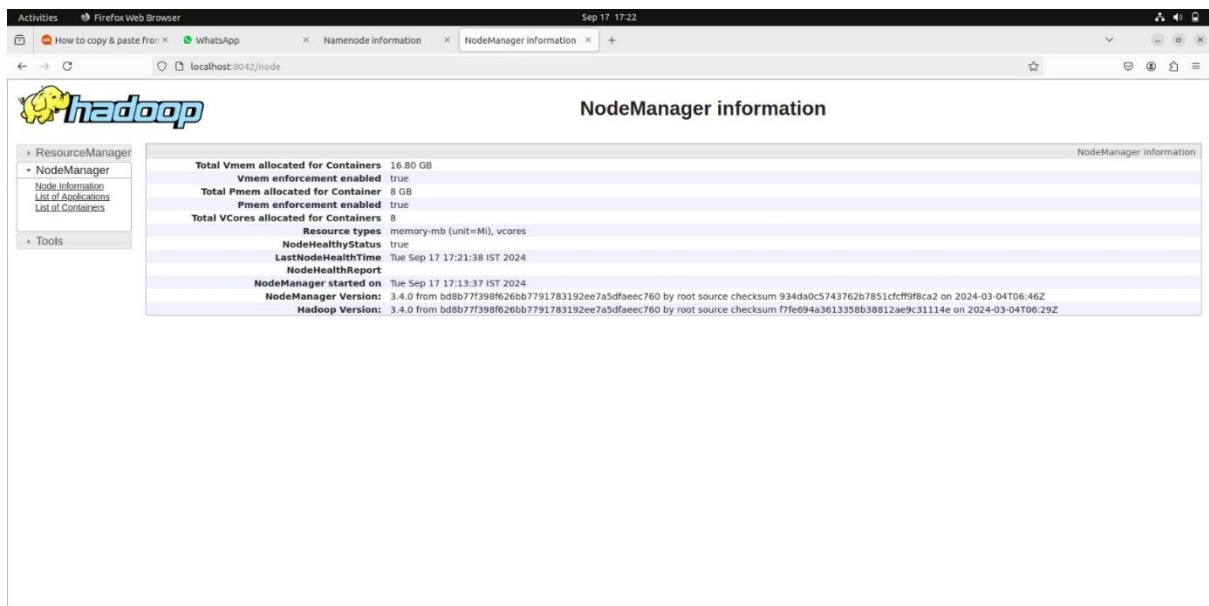 Activities Firefox Web Browser Sep 17 17:22
How to copy & paste fron WhatsApp Namenode information NodeManager information
localhost:8042/node
hadoop
NodeManager information
ResourceManager
NodeManager
Node Information
List of Applications
List of Containers
Tools
NodeManager information
Total Vmem allocated for Containers 16.80 GB
Vmem enforcement enabled true
Total Pmem allocated for Container 8 GB
Pmem enforcement enabled true
Total VCores allocated for Containers 8
Resource types memory-mb (unit=Mi), vcores
NodeHealthyStatus true
LastNodeHealthTime Tue Sep 17 17:21:38 IST 2024
NodeHealthReport
NodeManager started on Tue Sep 17 17:13:37 IST 2024
NodeManager Version: 3.4.0 from bd8b77f398f626bb7791783192ee7a5dfaeec760 by root source checksum 934da0c5743762b7851cfcff9f8ca2 on 2024-03-04T06:46Z
Hadoop Version: 3.4.0 from bd8b77f398f626bb7791783192ee7a5dfaeec760 by root source checksum f7fe694a3613358b38812ae9c31114e on 2024-03-04T06:29Z